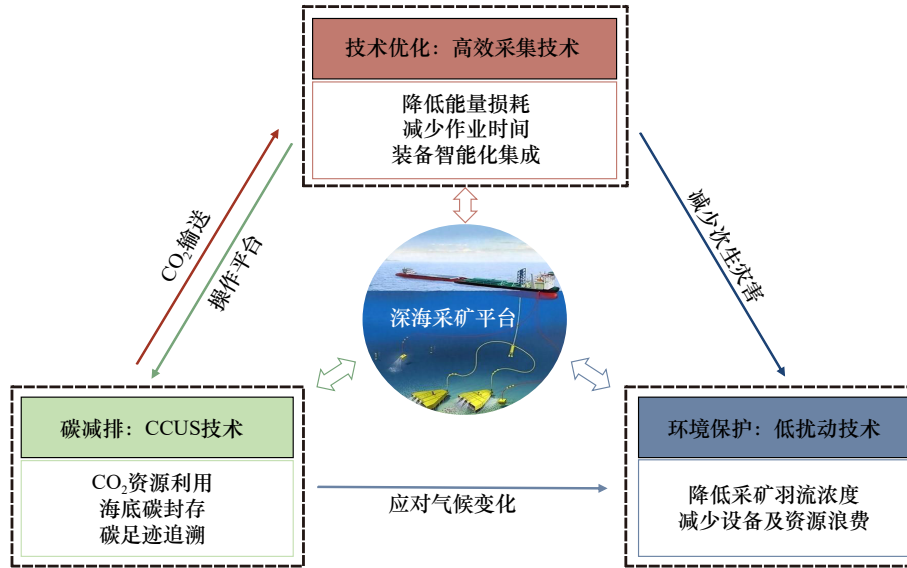 技术优化：高效采集技术
降低能量损耗
减少作业时间
装备智能化集成
CO₂输送
操作平台
减少次生灾害
深海采矿平台
碳减排：CCUS技术
CO₂资源利用
海底碳封存
碳足迹追溯
应对气候变化
环境保护：低扰动技术
降低采矿羽流浓度
减少设备及资源浪费